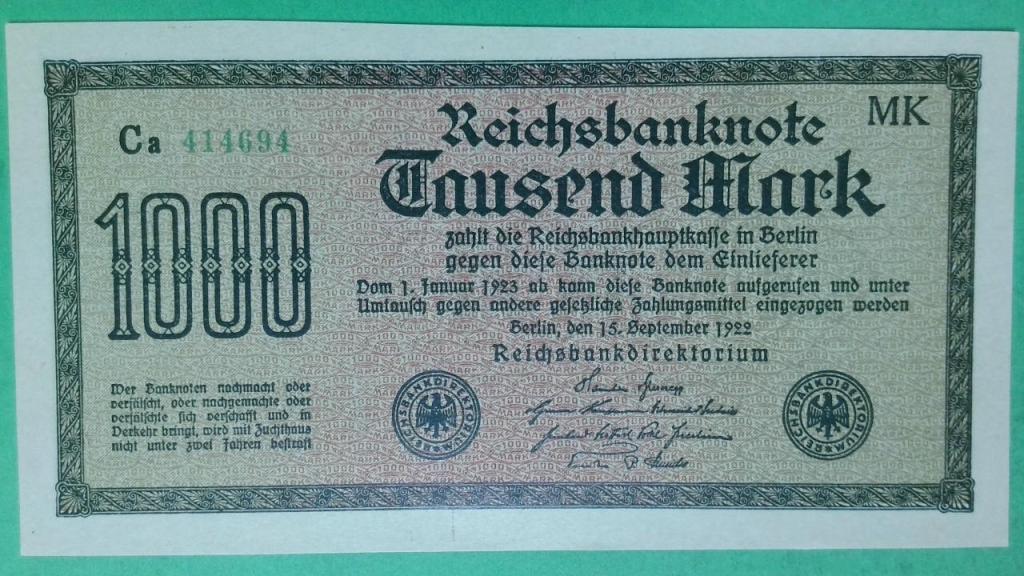 Ca 414694
MK
Reichsbanknote
Tausend Mark
1000
zahlt die Reichsbankhauptkasse in Berlin
gegen diese Banknote dem Einlieferer
Vom 1. Januar 1923 ab kann diese Banknote aufgerufen und unter
Umtausch gegen andere gesetzliche Zahlungsmittel eingezogen werden
Berlin, den 15. September 1922
Reichsbankdirektorium
Wer Banknoten nachmacht oder
verfälscht, oder nachgemachte oder
verfälschte sich verschafft und in
Verkehr bringt, wird mit Zuchthaus
nicht unter zwei Jahren bestraft
REICHSBANKDIREKTORIUM
REICHSBANKDIREKTORIUM